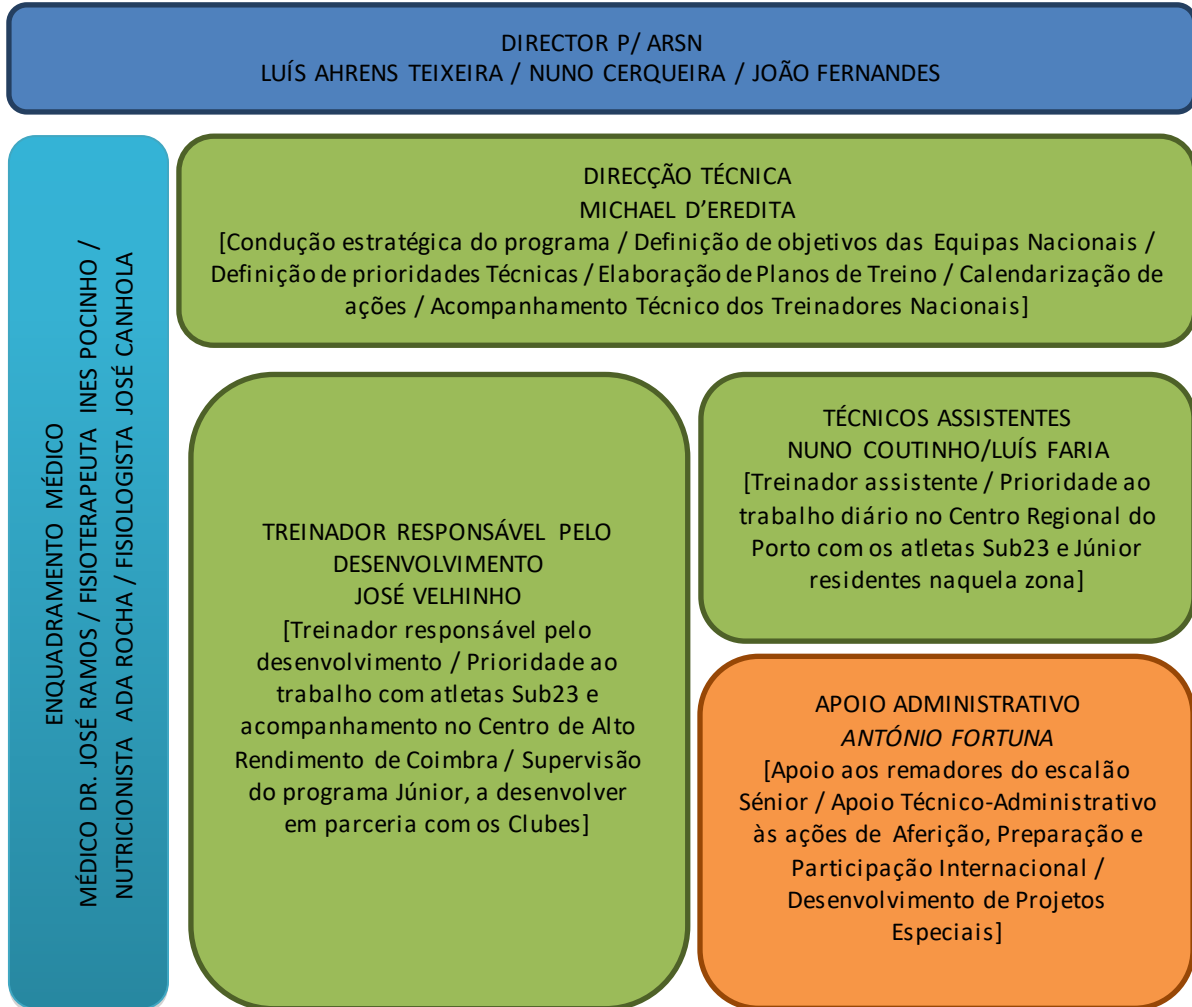 DIRECTOR P/ ARSN
LUÍS AHRENS TEIXEIRA / NUNO CERQUEIRA / JOÃO FERNANDES
ENQUADRAMENTO MÉDICO
MÉDICO DR. JOSÉ RAMOS / FISIOTERAPEUTA INES POCINHO /
NUTRICIONISTA ADA ROCHA / FISIOLOGISTA JOSÉ CANHOLA
DIRECÇÃO TÉCNICA
MICHAEL D’EREDITA
[Condução estratégica do programa / Definição de objetivos das Equipas Nacionais /
Definição de prioridades Técnicas / Elaboração de Planos de Treino / Calendarização de
ações / Acompanhamento Técnico dos Treinadores Nacionais]
TREINADOR RESPONSÁVEL PELO
DESENVOLVIMENTO
JOSÉ VELHINHO
[Treinador responsável pelo
desenvolvimento / Prioridade ao
trabalho com atletas Sub23 e
acompanhamento no Centro de Alto
Rendimento de Coimbra / Supervisão
do programa Júnior, a desenvolver
em parceria com os Clubes]
TÉCNICOS ASSISTENTES
NUNO COUTINHO/LUÍS FARIA
[Treinador assistente / Prioridade ao
trabalho diário no Centro Regional do
Porto com os atletas Sub23 e Júnior
residentes naquela zona]
APOIO ADMINISTRATIVO
ANTÓNIO FORTUNA
[Apoio aos remadores do escalão
Sénior / Apoio Técnico-Administrativo
às ações de Aferição, Preparação e
Participação Internacional /
Desenvolvimento de Projetos
Especiais]